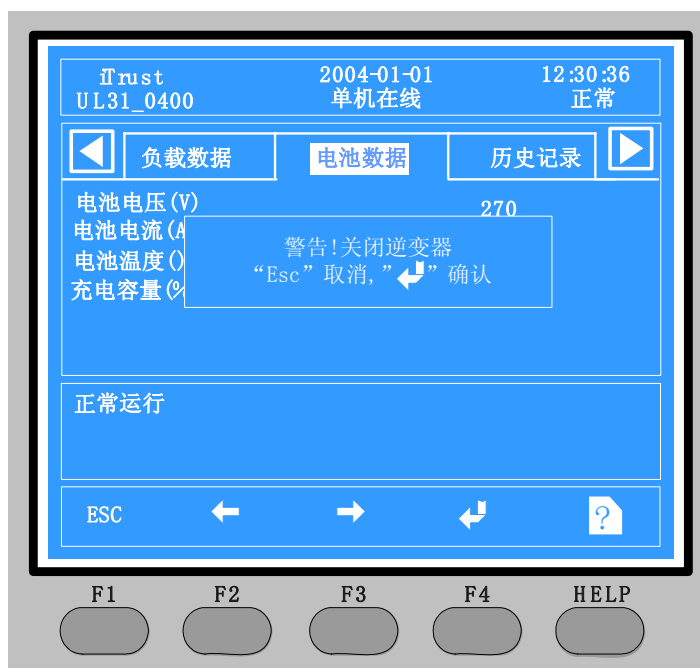 iTrust 2004-01-01 12:30:36
UL31_0400 单机在线 正常
负载数据 电池数据 历史记录
电池电压(V) 270
电池电流(A
电池温度()
充电容量(%
警告!关闭逆变器
“Esc”取消,”↵”确认
正常运行
ESC ← → ↵ ?
F1 F2 F3 F4 HELP